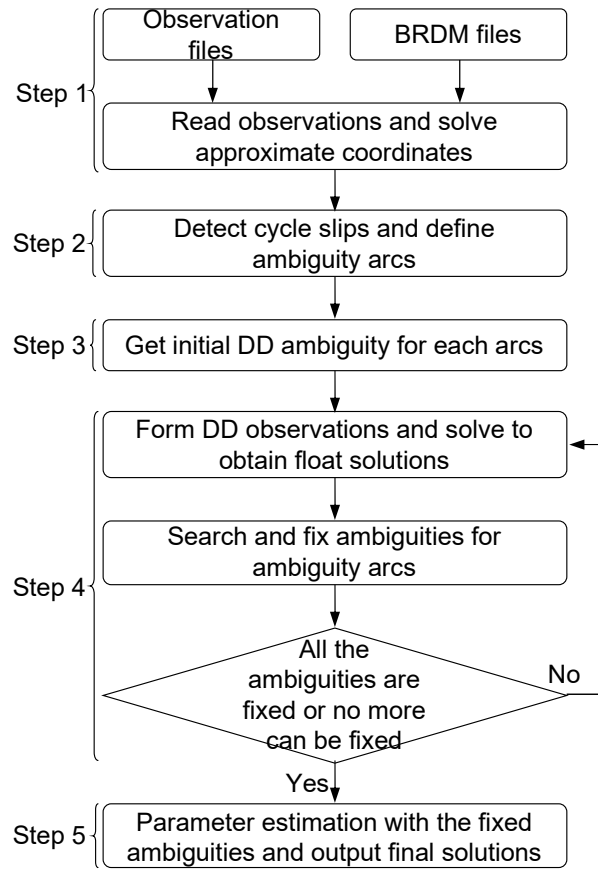 Observation
files
BRDM files
Step 1
Read observations and solve
approximate coordinates
Step 2
Detect cycle slips and define
ambiguity arcs
Step 3
Get initial DD ambiguity for each arcs
Form DD observations and solve to
obtain float solutions
Search and fix ambiguities for
ambiguity arcs
Step 4
All the
ambiguities are
fixed or no more
can be fixed
No
Yes
Step 5
Parameter estimation with the fixed
ambiguities and output final solutions